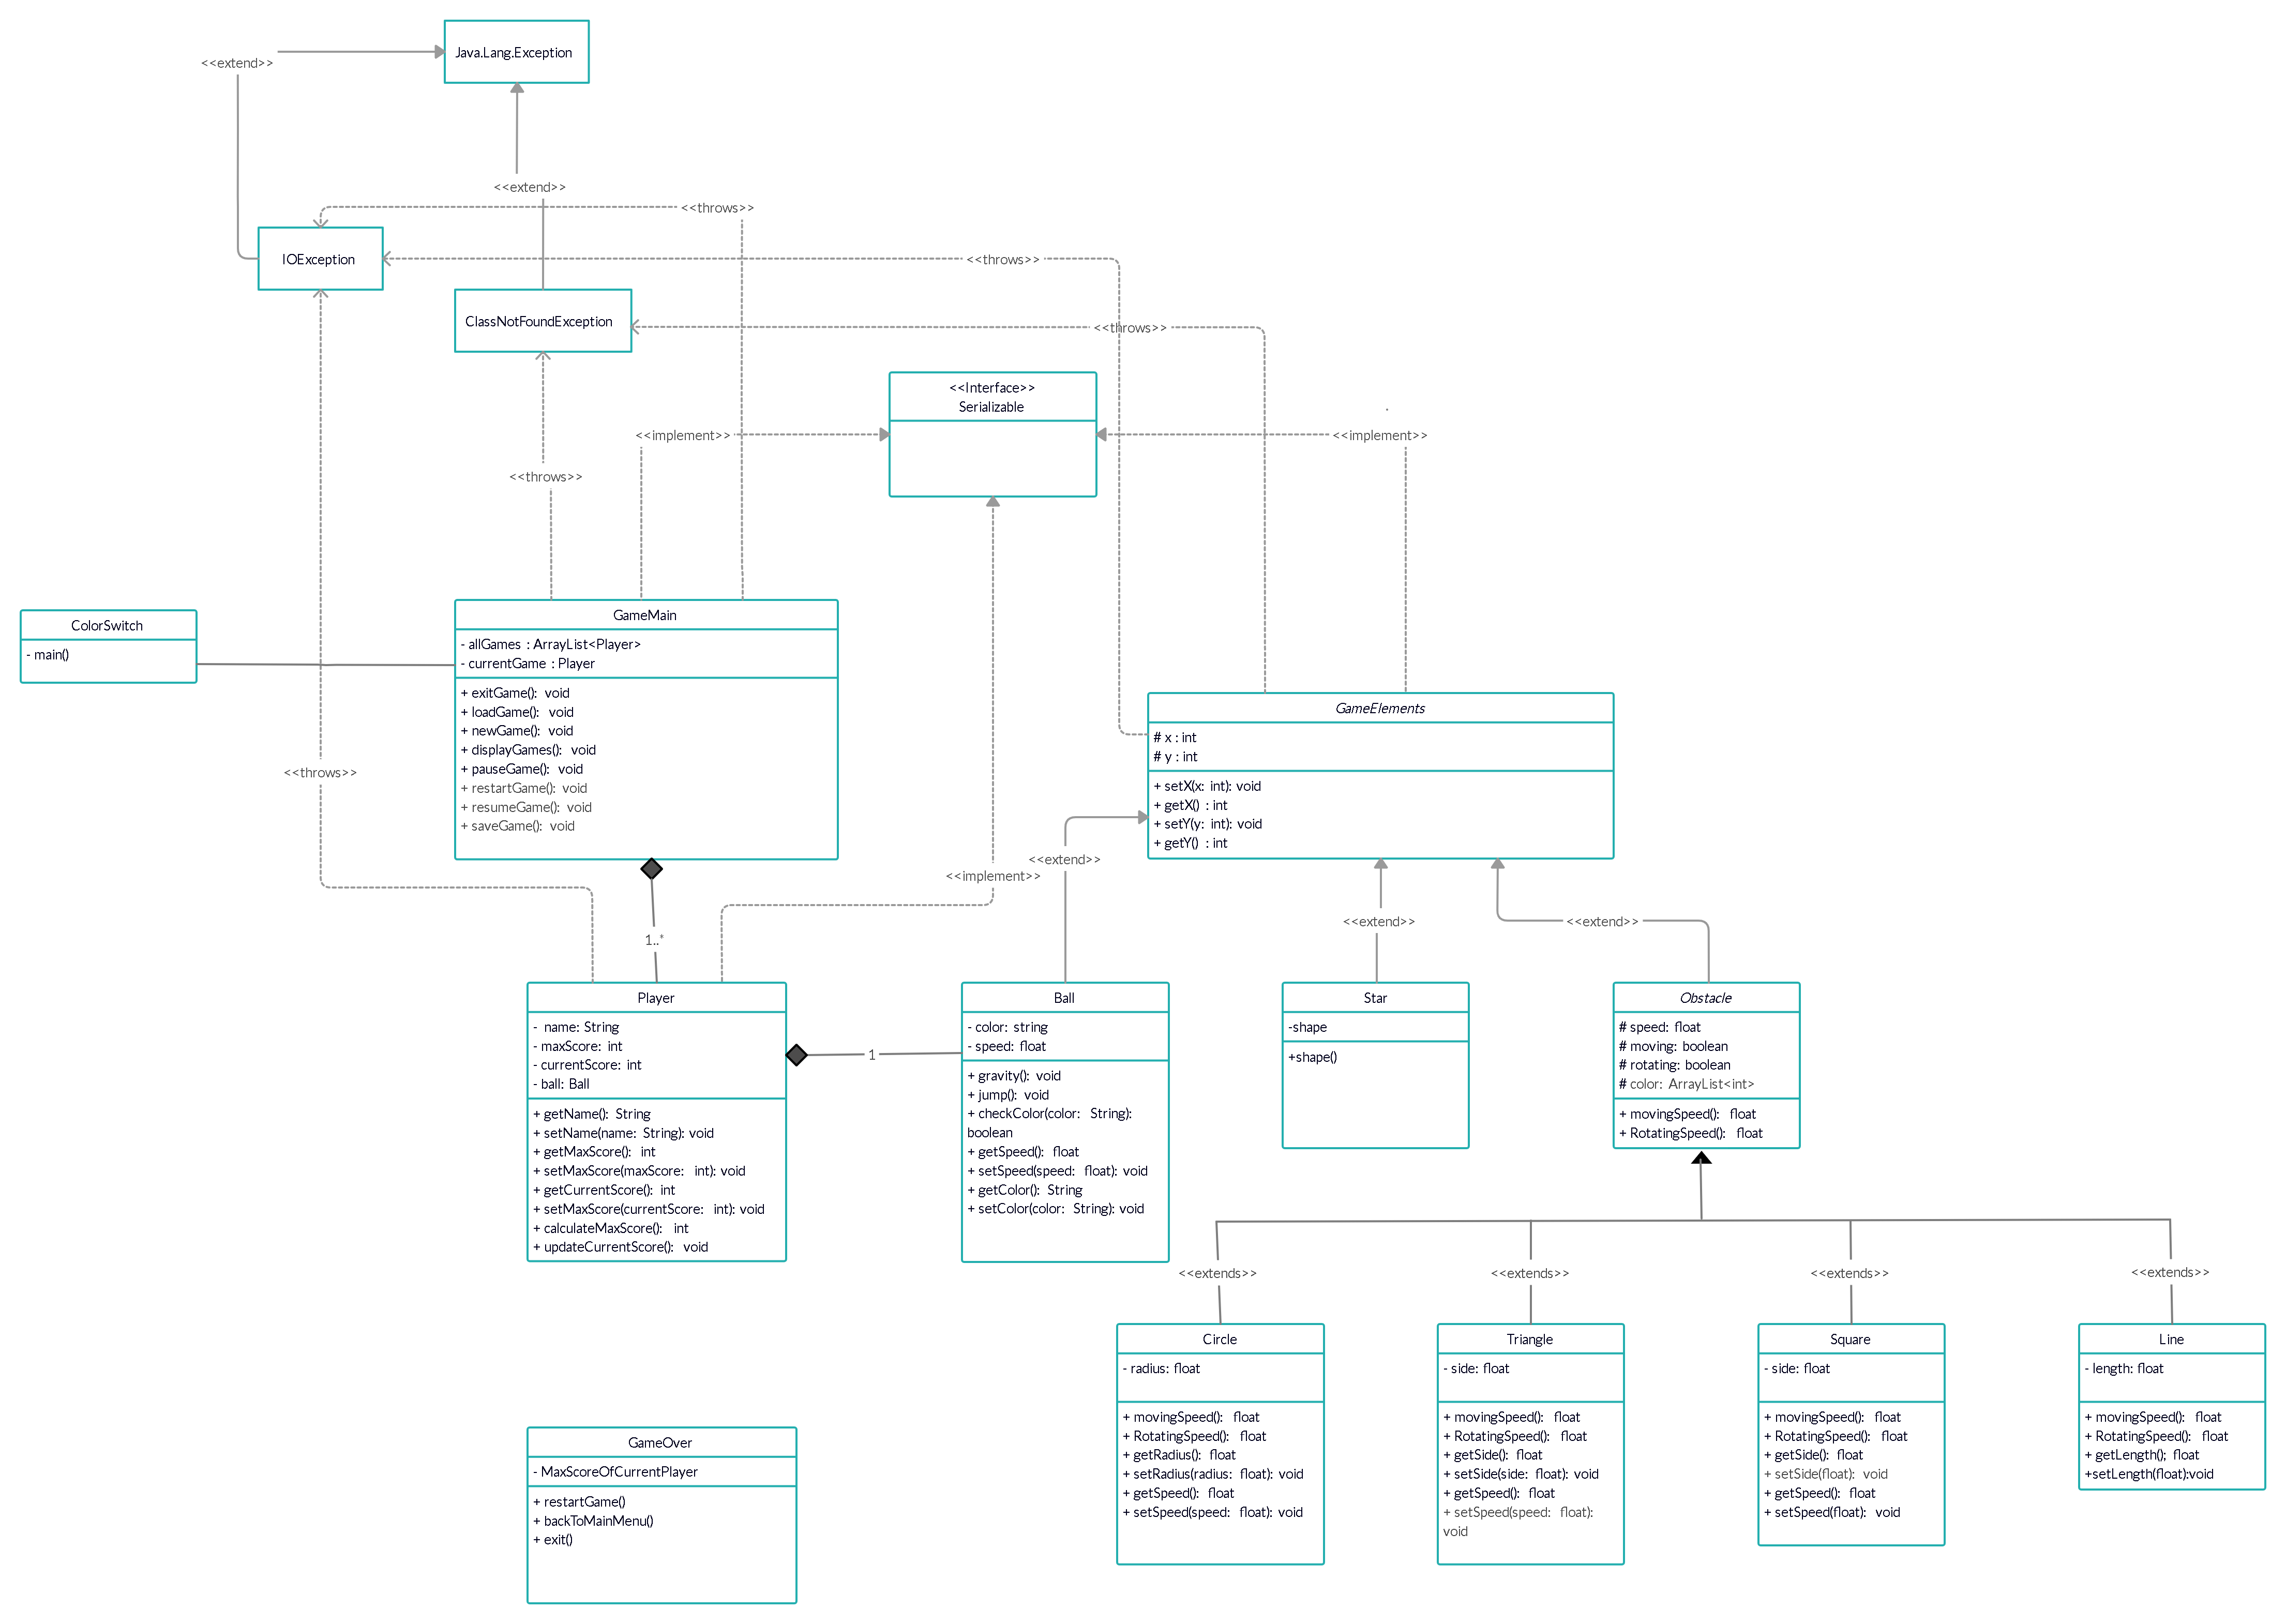 Java.Lang.Exception
<<extend>>
<<extend>>
<<throws>>
IOException
<<throws>>
ClassNotFoundException
<<throws>>
<<Interface>>
Serializable
<<implement>>
<<implement>>
<<throws>>
ColorSwitch
- main()
GameMain
- allGames : ArrayList<Player>
- currentGame : Player
+ exitGame(): void
+ loadGame(): void
+ newGame(): void
+ displayGames(): void
+ pauseGame(): void
+ restartGame(): void
+ resumeGame(): void
+ saveGame(): void
GameElements
# x : int
# y : int
+ setX(x: int): void
+ getX() : int
+ setY(y: int): void
+ getY() : int
<<throws>>
<<extend>>
<<implement>>
1..*
<<extend>>
<<extend>>
Player
- name: String
- maxScore: int
- currentScore: int
- ball: Ball
+ getName(): String
+ setName(name: String): void
+ getMaxScore(): int
+ setMaxScore(maxScore: int): void
+ getCurrentScore(): int
+ setMaxScore(currentScore: int): void
+ calculateMaxScore(): int
+ updateCurrentScore(): void
1
Ball
- color: string
- speed: float
+ gravity(): void
+ jump(): void
+ checkColor(color: String):
boolean
+ getSpeed(): float
+ setSpeed(speed: float): void
+ getColor(): String
+ setColor(color: String): void
Star
-shape
+shape()
Obstacle
# speed: float
# moving: boolean
# rotating: boolean
# color: ArrayList<int>
+ movingSpeed(): float
+ RotatingSpeed(): float
<<extends>>
<<extends>>
<<extends>>
<<extends>>
Circle
- radius: float
+ movingSpeed(): float
+ RotatingSpeed(): float
+ getRadius(): float
+ setRadius(radius: float): void
+ getSpeed(): float
+ setSpeed(speed: float): void
Triangle
- side: float
+ movingSpeed(): float
+ RotatingSpeed(): float
+ getSide(): float
+ setSide(side: float): void
+ getSpeed(): float
+ setSpeed(speed: float):
void
Square
- side: float
+ movingSpeed(): float
+ RotatingSpeed(): float
+ getSide(): float
+ setSide(float): void
+ getSpeed(): float
+ setSpeed(float): void
Line
- length: float
+ movingSpeed(): float
+ RotatingSpeed(): float
+ getLength(); float
+setLength(float):void
GameOver
- MaxScoreOfCurrentPlayer
+ restartGame()
+ backToMainMenu()
+ exit()